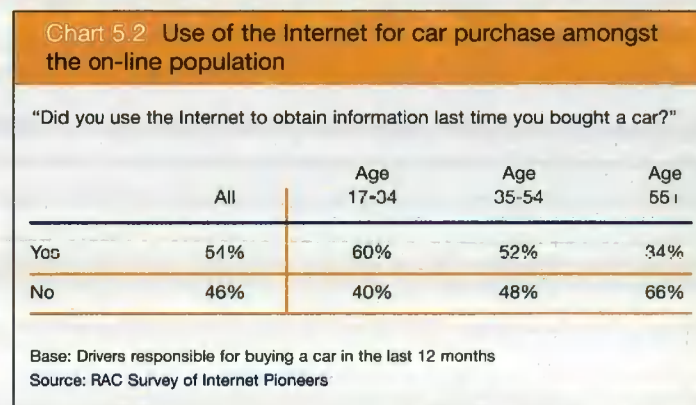 Chart 5.2 Use of the Internet for car purchase amongst
the on-line population
“Did you use the Internet to obtain information last time you bought a car?”
Age Age Age
All 17-34 35-54 55+
Yes 54% 60% 52% 34%
No 46% 40% 48% 66%
Base: Drivers responsible for buying a car in the last 12 months
Source: RAC Survey of Internet Pioneers